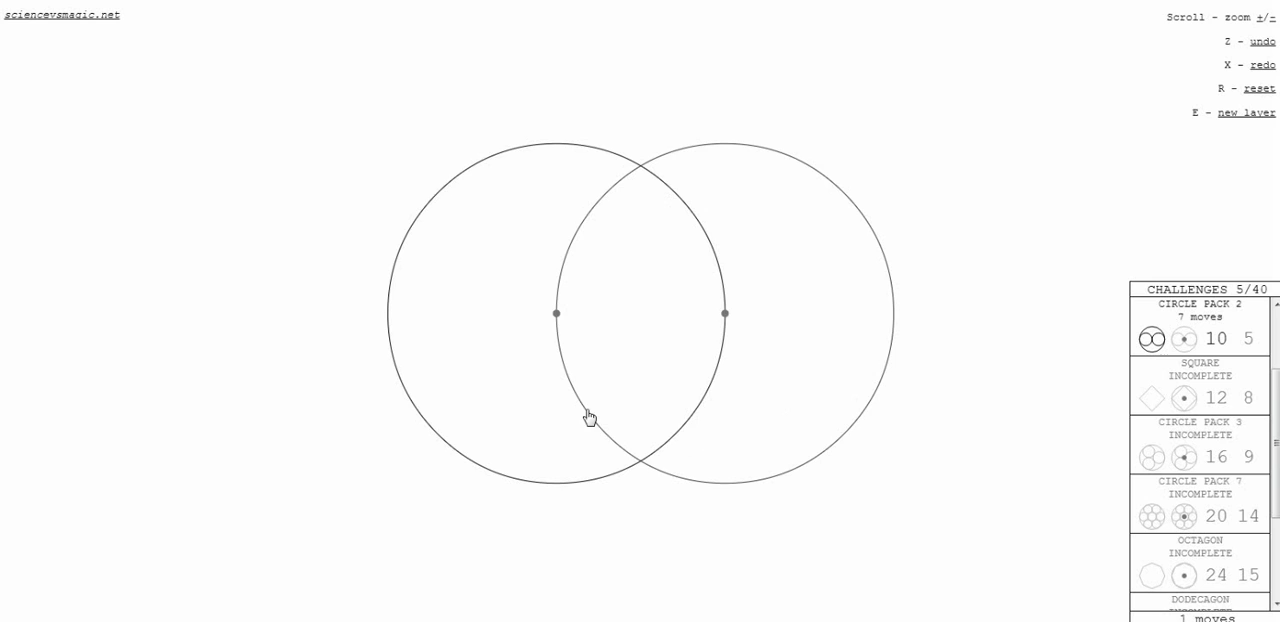 sciencevsmagic.net
Scroll - zoom +/-
Z - undo
X - redo
R - reset
E - new layer
CHALLENGES 5/40
CIRCLE PACK 2
7 moves
10 5
SQUARE
INCOMPLETE
12 8
CIRCLE PACK 3
INCOMPLETE
16 9
CIRCLE PACK 7
INCOMPLETE
20 14
OCTAGON
INCOMPLETE
24 15
DODECAGON
1 moves